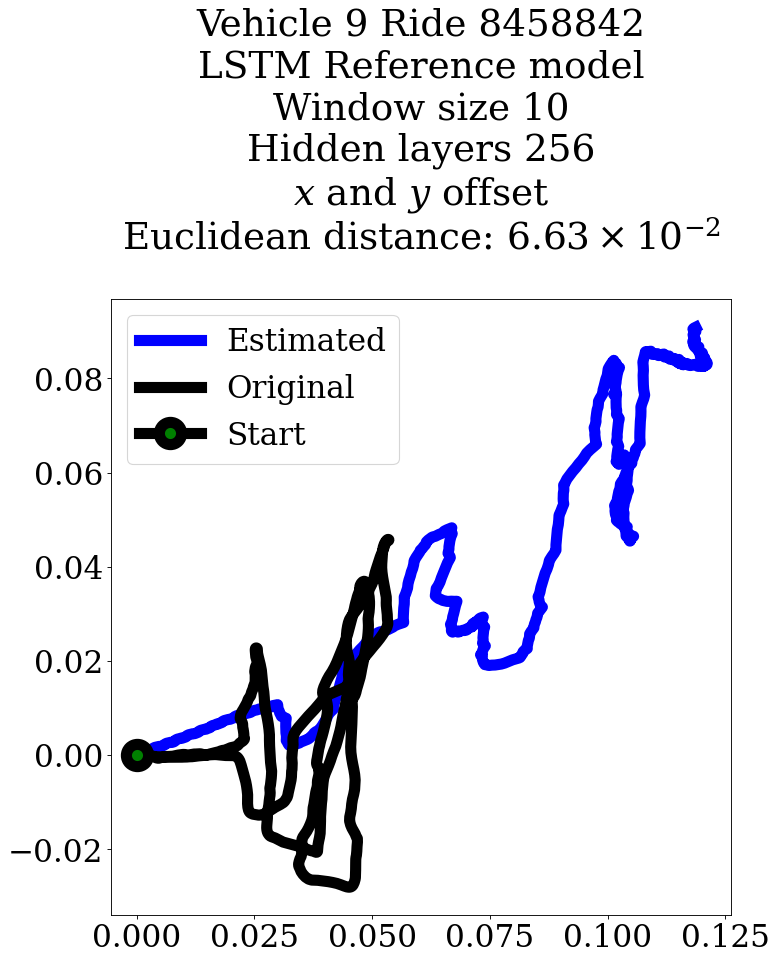 Vehicle 9 Ride 8458842
LSTM Reference model
Window size 10
Hidden layers 256
x and y offset
Euclidean distance: 6.63 × 10⁻²
Estimated
Original
Start
0.08
0.06
0.04
0.02
0.00
−0.02
0.000 0.025 0.050 0.075 0.100 0.125